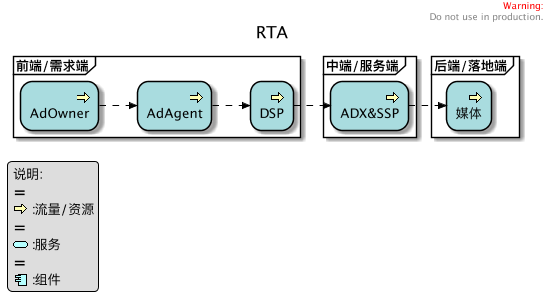 Warning:
Do not use in production.
RTA
前端/需求端
中端/服务端
后端/落地端
AdOwner
AdAgent
DSP
ADX&SSP
媒体
说明:
=
:流量/资源
=
:服务
=
:组件